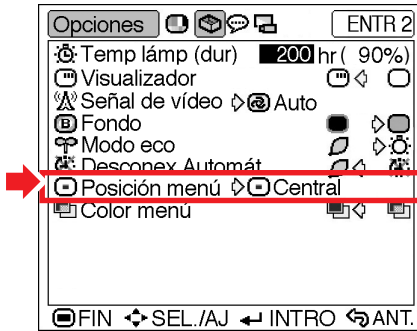 Opciones ENTR 2
Temp lámp (dur) 200 hr ( 90%)
Visualizador
Señal de vídeo Auto
B Fondo
Modo eco
Desconex Automát
Posición menú Central
Color menú
FIN SEL./AJ INTRO ANT.